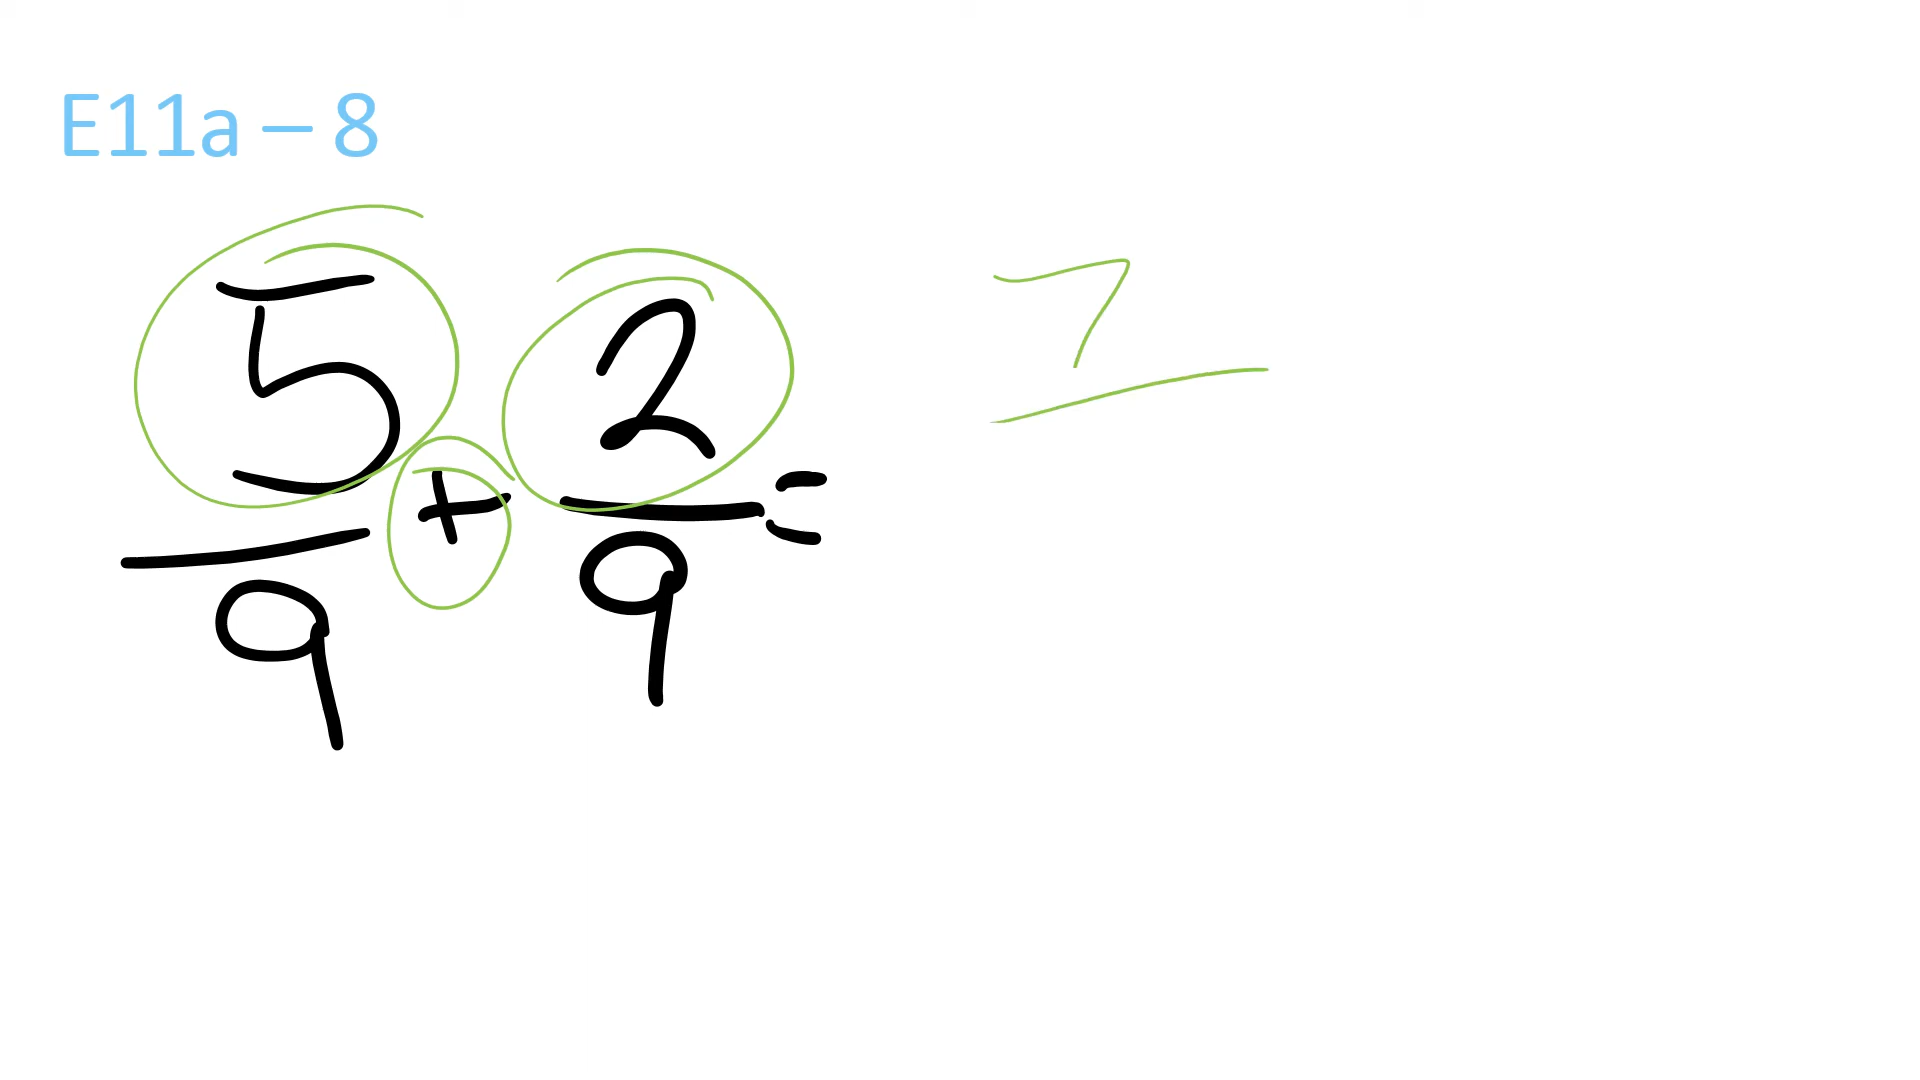 E11a – 8
5/9 + 2/9 = 7/